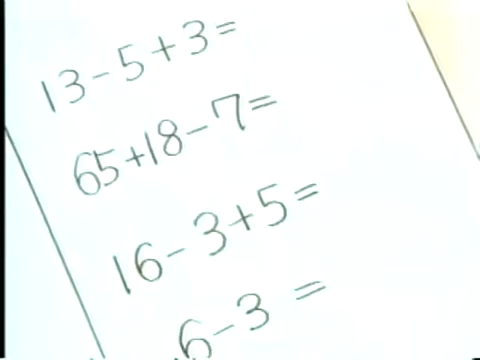 13-5+3=
65+18-7=
16-3+5=
6-3 =